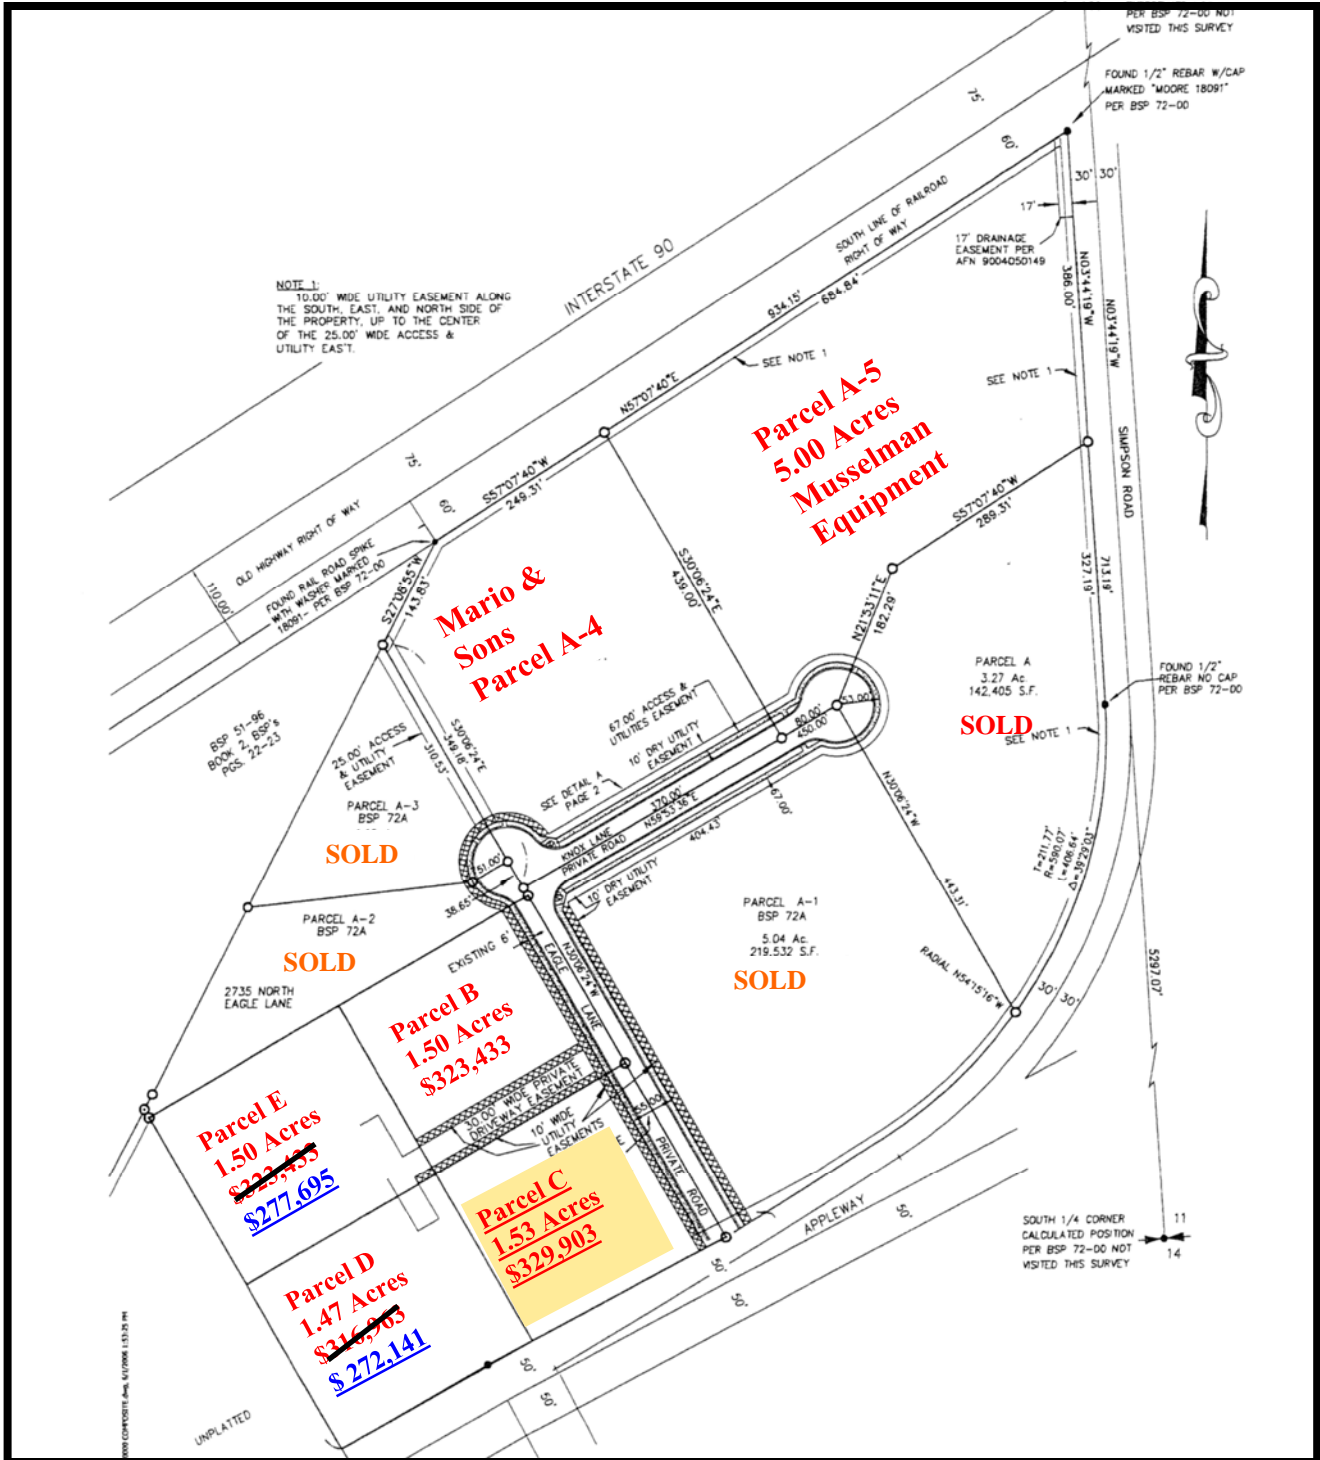 PER BSP 72-00 NOT
VISITED THIS SURVEY
FOUND 1/2" REBAR W/CAP
MARKED "MOORE 18091"
PER BSP 72-00
75'
60'
30'
30'
17'
17' DRAINAGE
EASEMENT PER
AFN 9004050149
SOUTH LINE OF RAILROAD
RIGHT OF WAY
INTERSTATE 90
NOTE 1:
10.00' WIDE UTILITY EASEMENT ALONG
THE SOUTH, EAST, AND NORTH SIDE OF
THE PROPERTY, UP TO THE CENTER
OF THE 25.00' WIDE ACCESS &
UTILITY EAS'T.
934.15'
684.84'
386.00'
N03°44'19"W
N03°44'19"W
SEE NOTE 1
SEE NOTE 1
N57°07'40"E
Parcel A-5
5.00 Acres
Musselman
Equipment
SIMPSON ROAD
75'
60'
S57°07'40"W
249.31'
S57°07'40"W
289.31'
OLD HIGHWAY RIGHT OF WAY
110.00'
FOUND RAIL ROAD SPIKE
WITH WASHER MARKED
18091- PER BSP 72-00
S27°08'55"W
143.83'
S30°06'24"E
439.00'
N21°53'11"E
182.29'
327.19'
713.19'
Mario &
Sons
Parcel A-4
PARCEL A
3.27 Ac.
142,405 S.F.
SOLD
SEE NOTE 1
FOUND 1/2"
REBAR NO CAP
PER BSP 72-00
BSP 51-96
BOOK 2, BSP's
PGS. 22-23
25.00' ACCESS
& UTILITY
EASEMENT
S30°06'24"E
349.18'
310.53'
67.00' ACCESS &
UTILITIES EASEMENT
10' DRY UTILITY
EASEMENT
53.00'
80.00'
450.00'
SEE DETAIL A
PAGE 2
PARCEL A-3
BSP 72A
SOLD
370.00'
N59°53'36"E
KNOX LANE
PRIVATE ROAD
404.43'
67.00'
N30°06'24"W
443.31'
T=211.77'
R=590.07'
L=406.64'
Δ=39°29'03"
51.00'
38.65'
10' DRY UTILITY
EASEMENT
PARCEL A-2
BSP 72A
SOLD
PARCEL A-1
BSP 72A
5.04 Ac.
219,532 S.F.
SOLD
RADIAL N54°15'16"W
5297.07'
EXISTING 6'
EAGLE
LANE
N30°06'24"W
2735 NORTH
EAGLE LANE
30'
30'
Parcel B
1.50 Acres
$323,433
30.00' WIDE PRIVATE
DRIVEWAY EASEMENT
10' WIDE
UTILITY
EASEMENTS
55.00'
PRIVATE
ROAD
Parcel E
1.50 Acres
$323,433
$277,695
Parcel C
1.53 Acres
$329,903
APPLEWAY
50'
Parcel D
1.47 Acres
$316,963
$ 272,141
50'
50'
50'
50'
SOUTH 1/4 CORNER
CALCULATED POSITION
PER BSP 72-00 NOT
VISITED THIS SURVEY
11
14
UNPLATTED